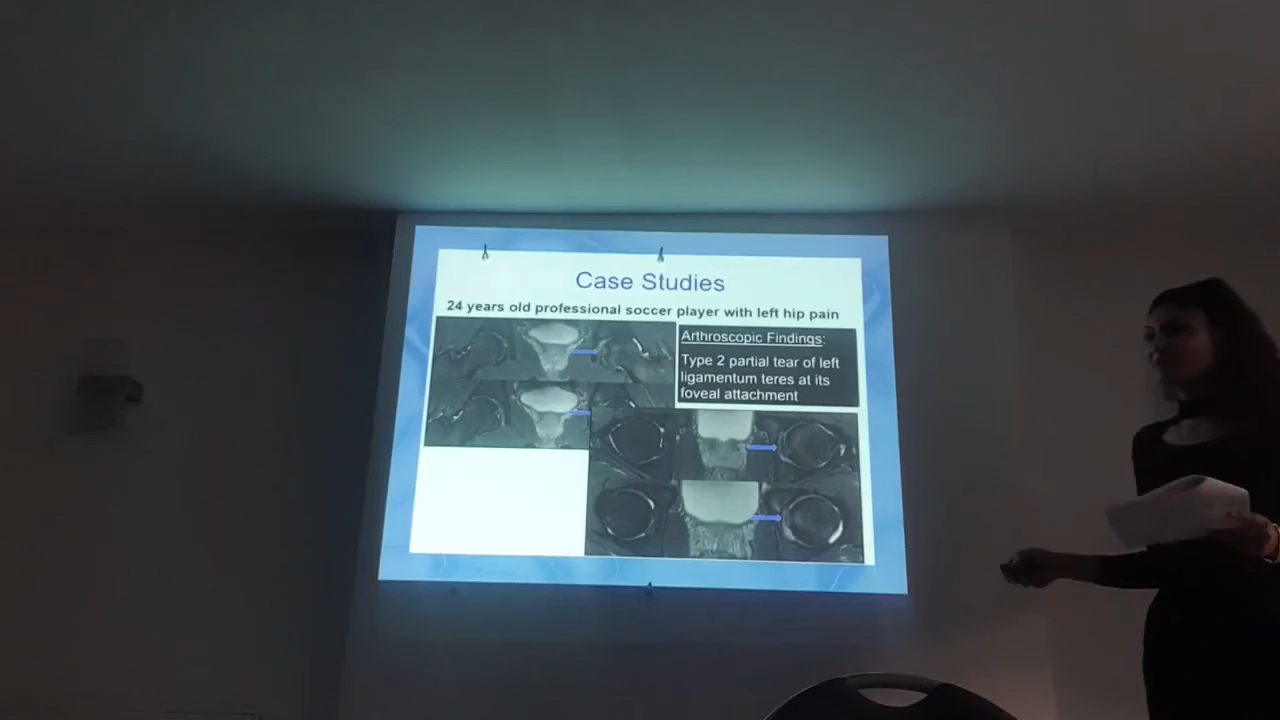 Case Studies
24 years old professional soccer player with left hip pain
Arthroscopic Findings:
Type 2 partial tear of left
ligamentum teres at its
foveal attachment